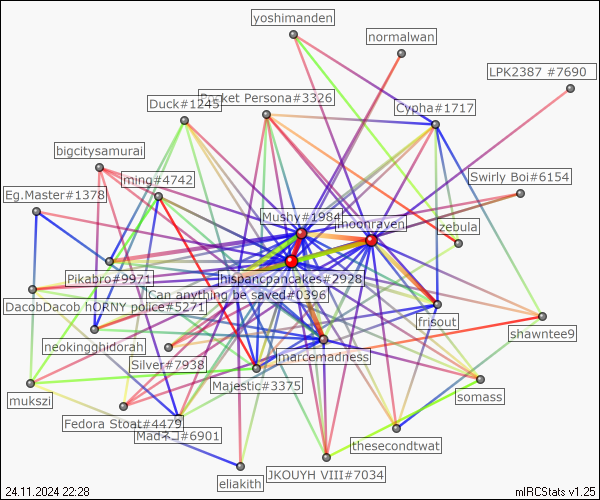 yoshimanden
normalwan
LPK2387 #7690
Duck#1245
Pocket Persona#3326
Cypha#1717
bigcitysamurai
ming#4742
Swirly Boi#6154
Eg.Master#1378
Mushy#1984
moonraven
zebula
Pikabro#9971
hispancpancakes#2928
Can anything be saved#0396
DacobDacob hORNY police#5271
frisout
shawntee9
neokingghidorah
marcemadness
Silver#7938
Majestic#3375
mukszi
somass
Fedora Stoat#4479
Madネコ#6901
thesecondtwat
JKOUYH VIII#7034
eliakith
24.11.2024 22:28
mIRCStats v1.25